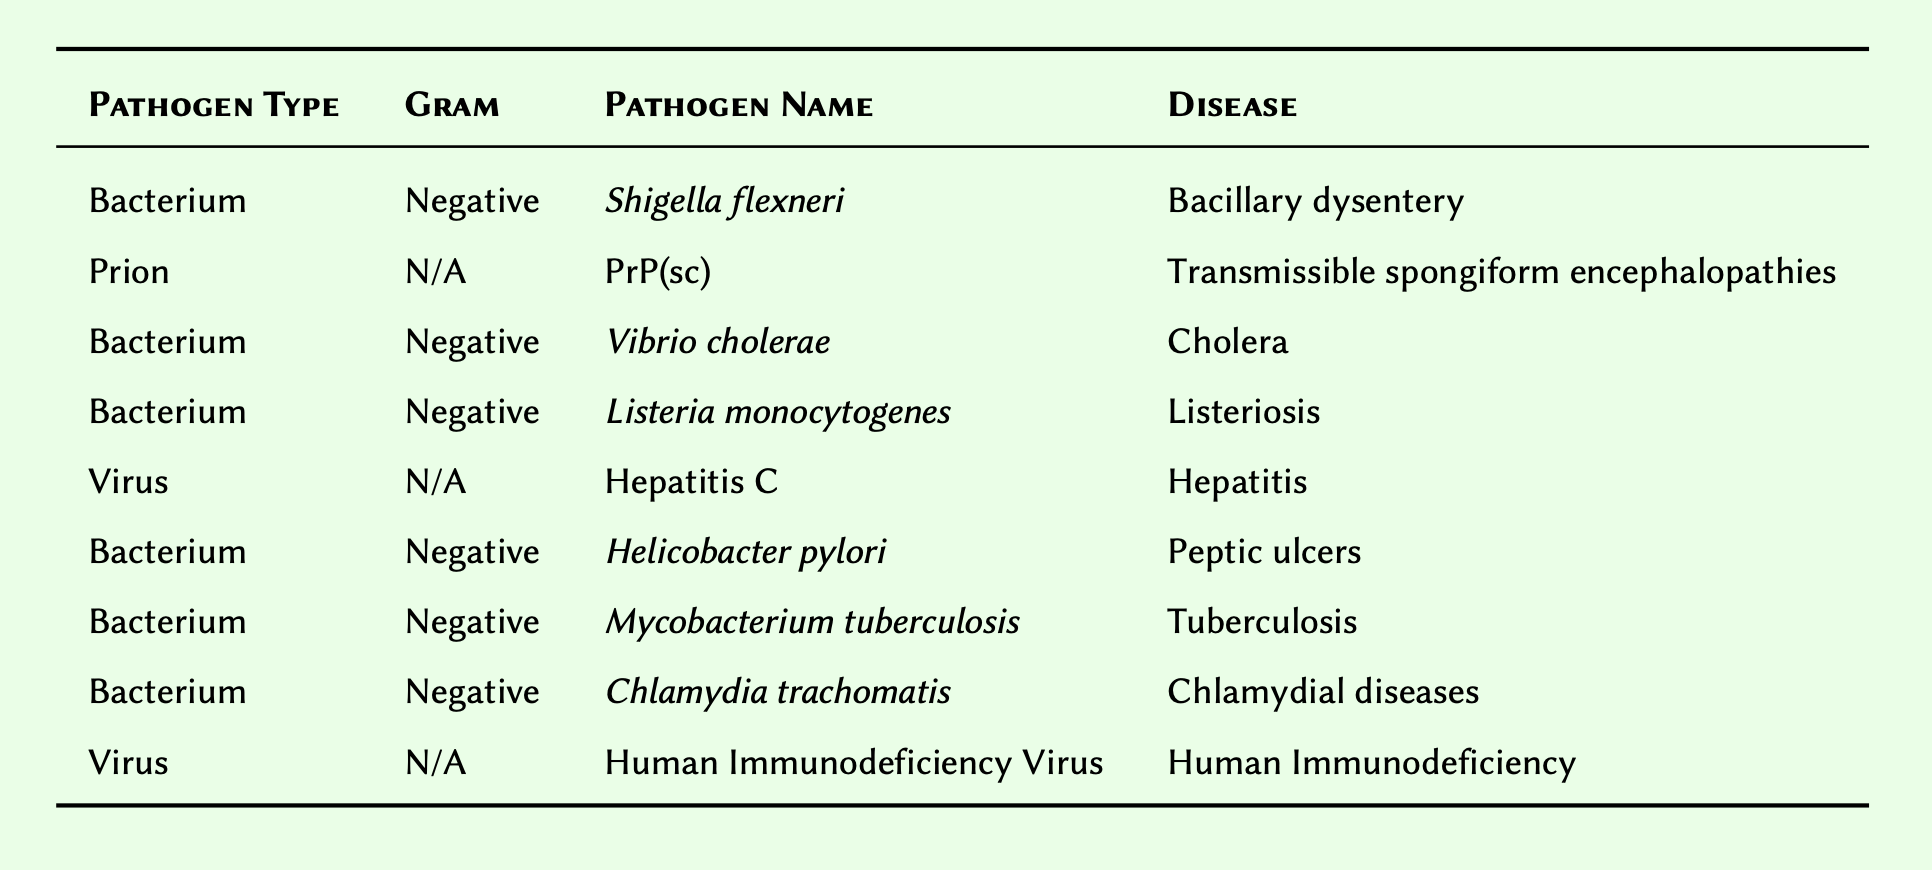 Pathogen Type Gram Pathogen Name Disease
Bacterium Negative Shigella flexneri Bacillary dysentery
Prion N/A PrP(sc) Transmissible spongiform encephalopathies
Bacterium Negative Vibrio cholerae Cholera
Bacterium Negative Listeria monocytogenes Listeriosis
Virus N/A Hepatitis C Hepatitis
Bacterium Negative Helicobacter pylori Peptic ulcers
Bacterium Negative Mycobacterium tuberculosis Tuberculosis
Bacterium Negative Chlamydia trachomatis Chlamydial diseases
Virus N/A Human Immunodeficiency Virus Human Immunodeficiency